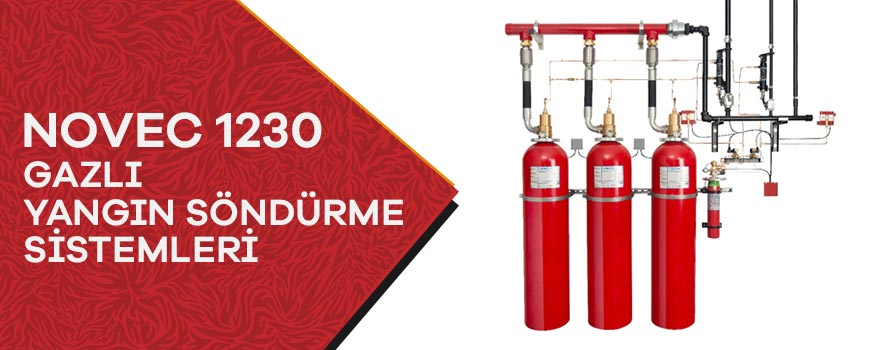 NOVEC 1230
GAZLI
YANGIN SÖNDÜRME
SİSTEMLERİ